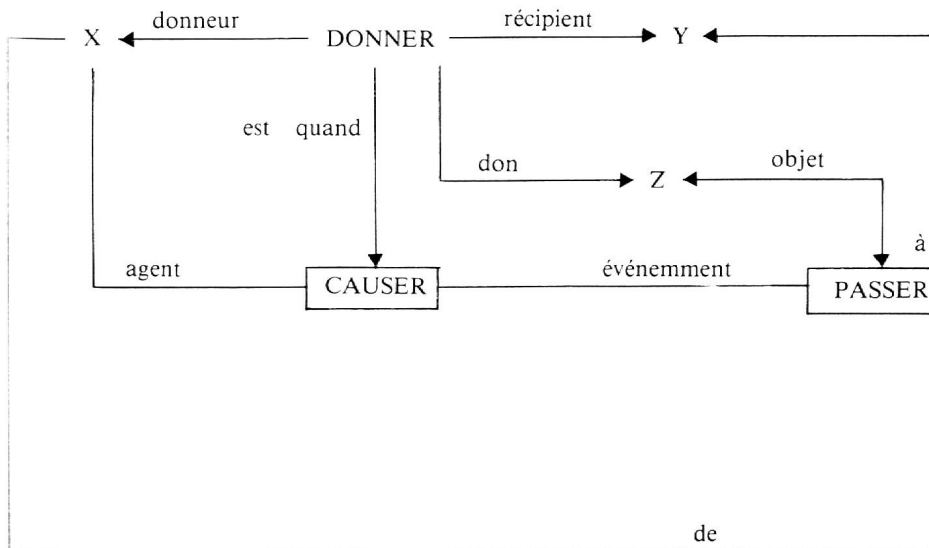 donneur récipient
X DONNER Y
est quand
don Z objet
à
agent événemment
CAUSER PASSER
de